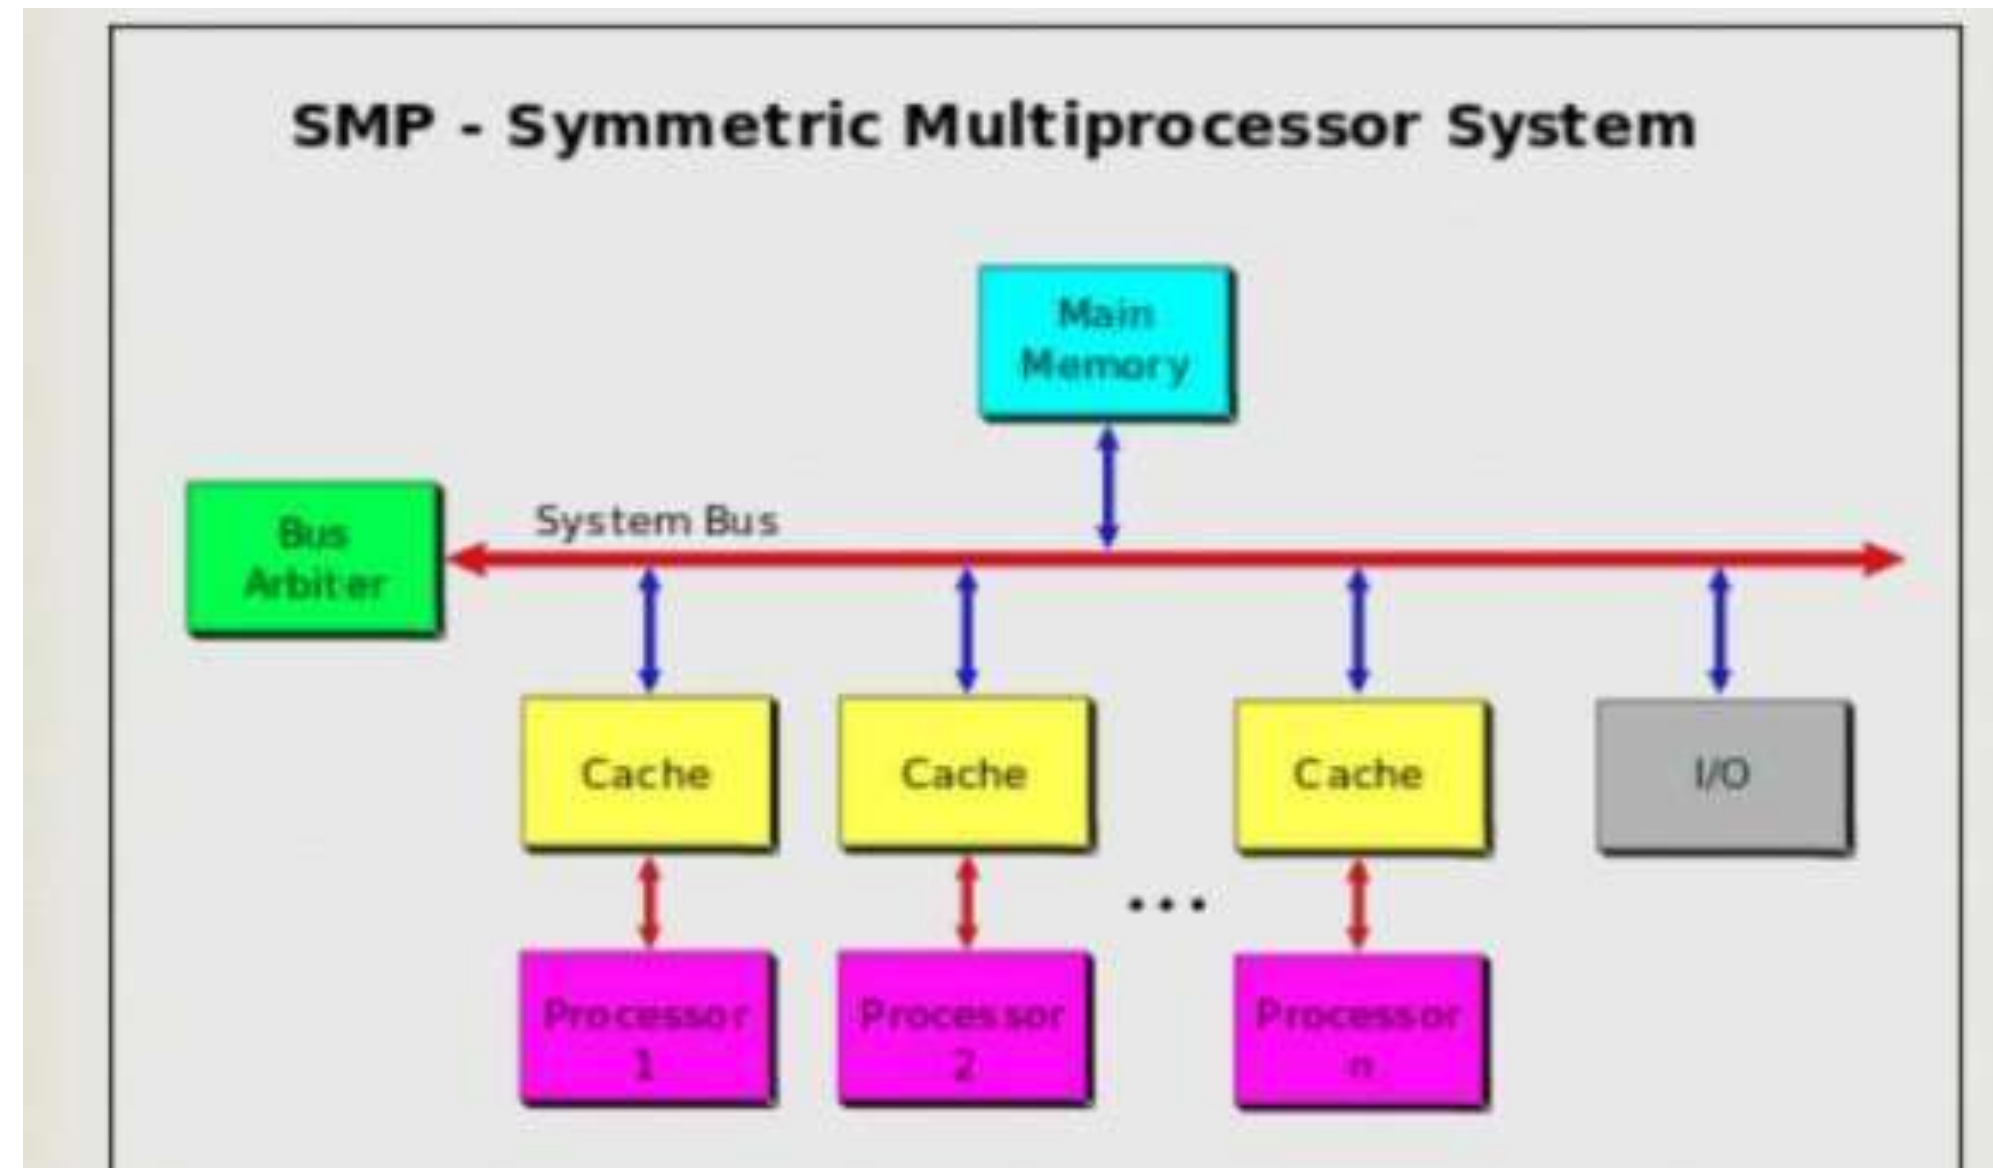 SMP - Symmetric Multiprocessor System
Main
Memory
Bus
Arbiter
System Bus
Cache
Cache
Cache
I/O
...
Processor
1
Processor
2
Processor
n